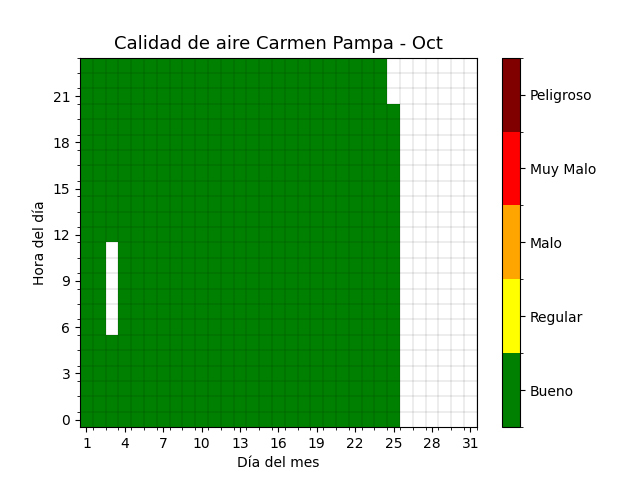 Calidad de aire Carmen Pampa - Oct
Hora del día
21
18
15
12
9
6
3
0
1 4 7 10 13 16 19 22 25 28 31
Día del mes
Peligroso
Muy Malo
Malo
Regular
Bueno